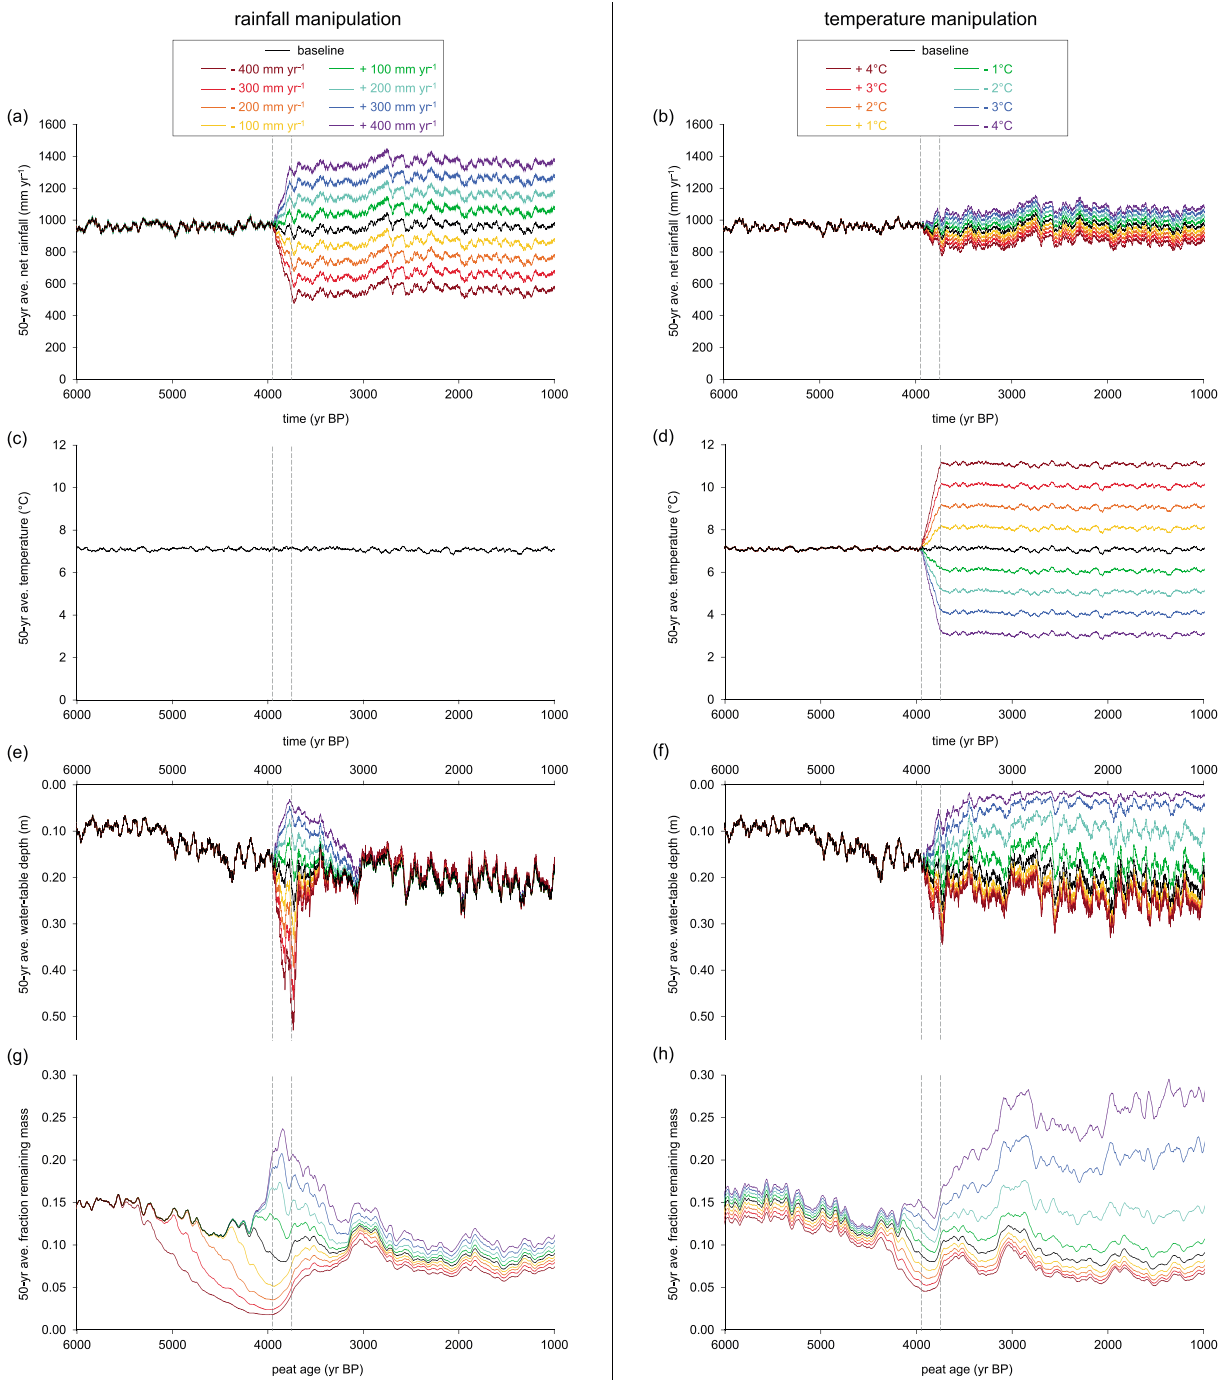 rainfall manipulation
temperature manipulation
baseline
- 400 mm yr⁻¹
+ 100 mm yr⁻¹
- 300 mm yr⁻¹
+ 200 mm yr⁻¹
- 200 mm yr⁻¹
+ 300 mm yr⁻¹
- 100 mm yr⁻¹
+ 400 mm yr⁻¹
baseline
+ 4°C
- 1°C
+ 3°C
- 2°C
+ 2°C
- 3°C
+ 1°C
- 4°C
(a)
50-yr ave. net rainfall (mm yr⁻¹)
1600
1400
1200
1000
800
600
400
200
0
6000 5000 4000 3000 2000 1000
time (yr BP)
(b)
50-yr ave. net rainfall (mm yr⁻¹)
1600
1400
1200
1000
800
600
400
200
0
6000 5000 4000 3000 2000 1000
time (yr BP)
(c)
50-yr ave. temperature (°C)
12
10
8
6
4
2
0
6000 5000 4000 3000 2000 1000
time (yr BP)
(d)
50-yr ave. temperature (°C)
12
10
8
6
4
2
0
6000 5000 4000 3000 2000 1000
time (yr BP)
(e)
6000 5000 4000 3000 2000 1000
50-yr ave. water-table depth (m)
0.00
0.10
0.20
0.30
0.40
0.50
(f)
6000 5000 4000 3000 2000 1000
50-yr ave. water-table depth (m)
0.00
0.10
0.20
0.30
0.40
0.50
(g)
50-yr ave. fraction remaining mass
0.30
0.25
0.20
0.15
0.10
0.05
0.00
6000 5000 4000 3000 2000 1000
peat age (yr BP)
(h)
50-yr ave. fraction remaining mass
0.30
0.25
0.20
0.15
0.10
0.05
0.00
6000 5000 4000 3000 2000 1000
peat age (yr BP)